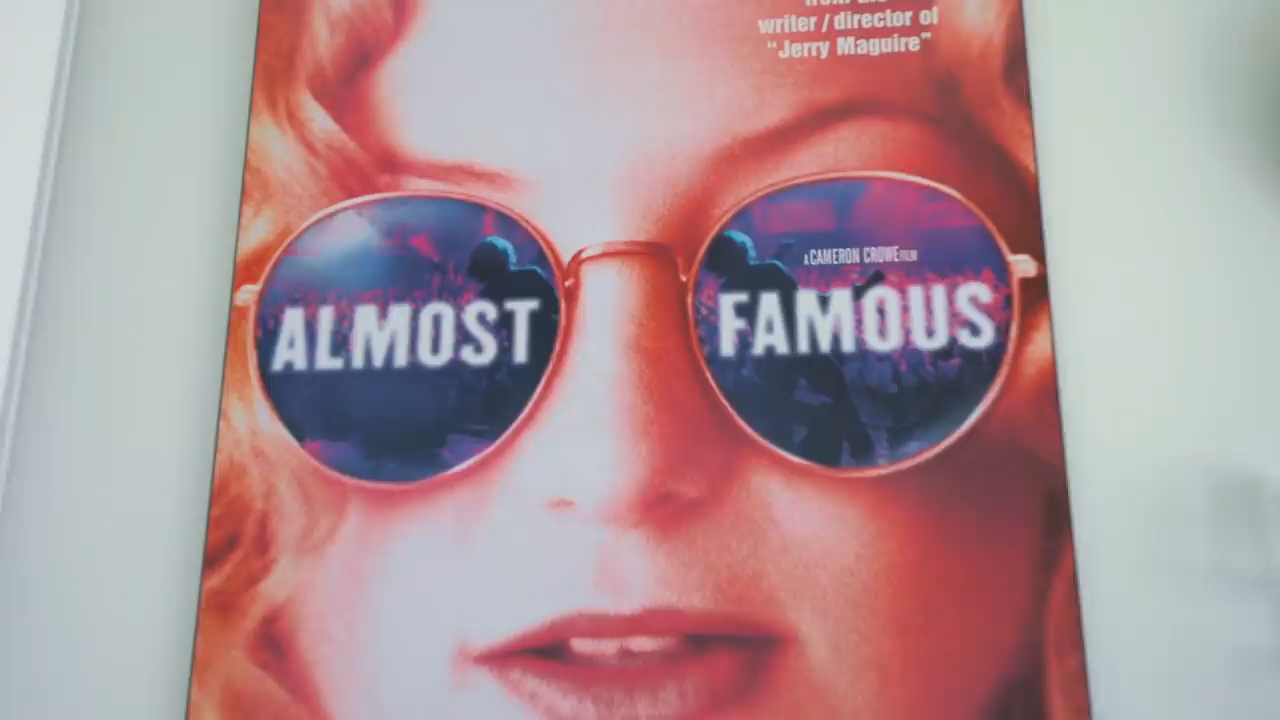 writer / director of
“Jerry Maguire”
A CAMERON CROWE FILM
ALMOST FAMOUS